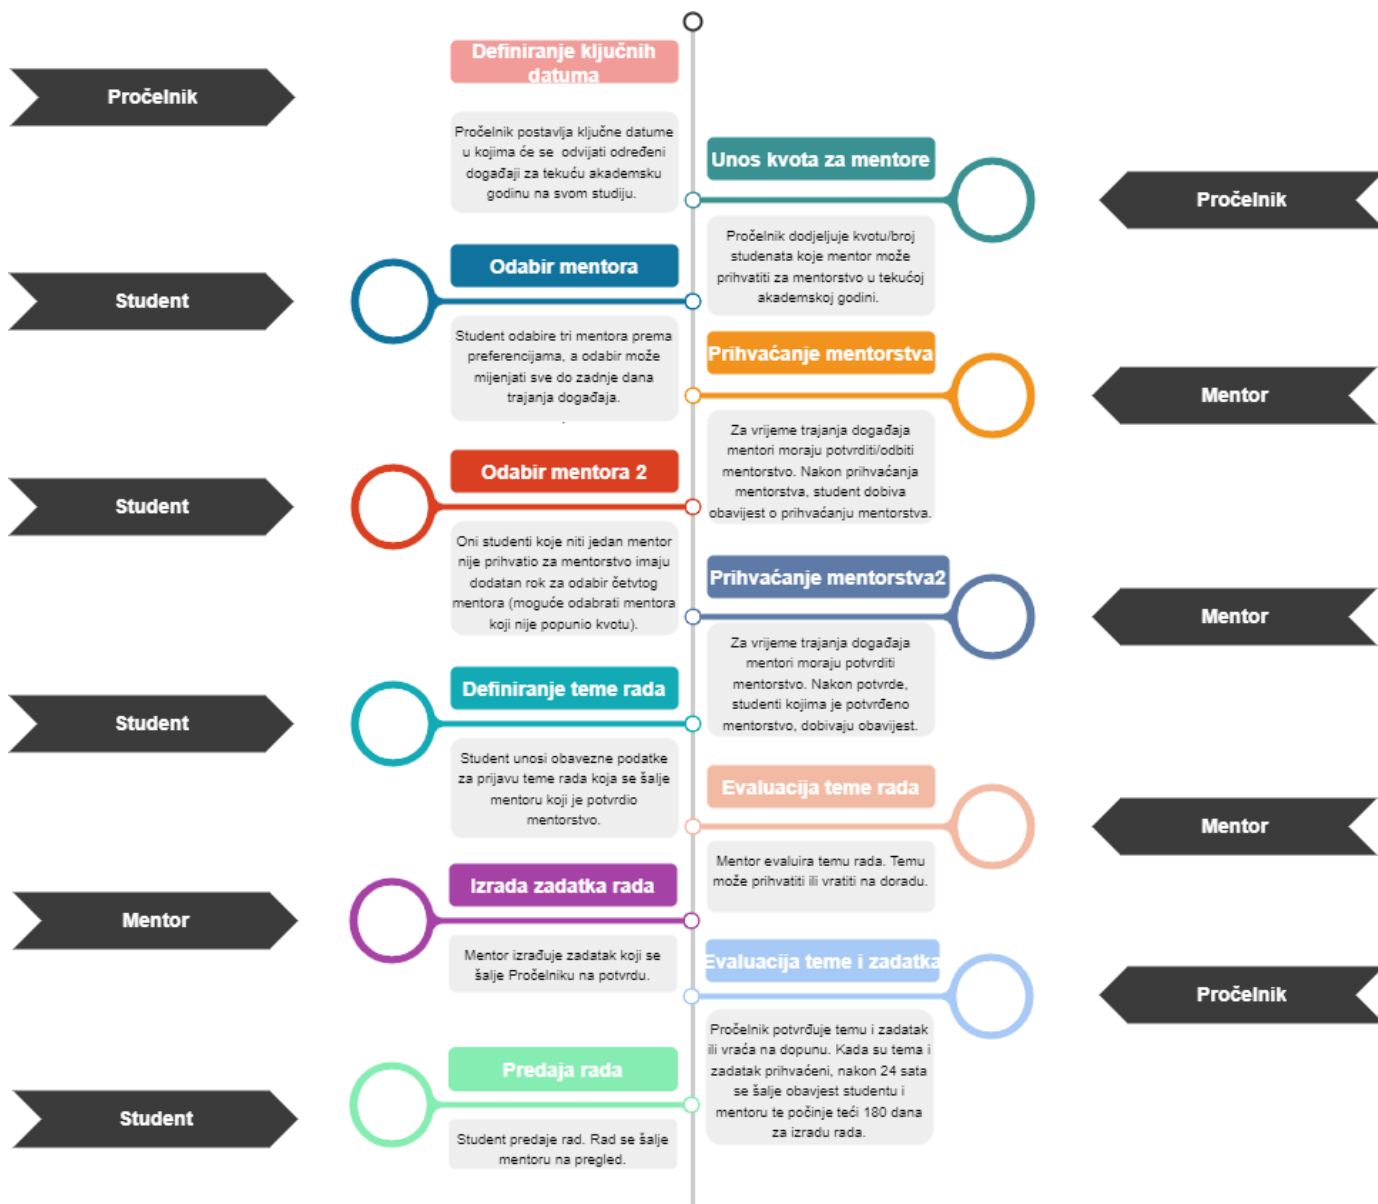 Definiranje ključnih
datuma
Pročelnik
Pročelnik postavlja ključne datume
u kojima će se odvijati određeni
događaji za tekuću akademsku
godinu na svom studiju.
Unos kvota za mentore
Pročelnik
Pročelnik dodjeljuje kvotu/broj
studenata koje mentor može
prihvatiti za mentorstvo u tekućoj
akademskoj godini.
Odabir mentora
Student
Student odabire tri mentora prema
preferencijama, a odabir može
mijenjati sve do zadnje dana
trajanja događaja.
.
Prihvaćanje mentorstva
Mentor
Za vrijeme trajanja događaja
mentori moraju potvrditi/odbiti
mentorstvo. Nakon prihvaćanja
mentorstva, student dobiva
obavijest o prihvaćanju mentorstva.
Odabir mentora 2
Student
Oni studenti koje niti jedan mentor
nije prihvatio za mentorstvo imaju
dodatan rok za odabir četvtog
mentora (moguće odabrati mentora
koji nije popunio kvotu).
Prihvaćanje mentorstva2
Mentor
Za vrijeme trajanja događaja
mentori moraju potvrditi
mentorstvo. Nakon potvrde,
studenti kojima je potvrđeno
mentorstvo, dobivaju obavijest.
Definiranje teme rada
Student
Student unosi obavezne podatke
za prijavu teme rada koja se šalje
mentoru koji je potvrdio
mentorstvo.
Evaluacija teme rada
Mentor
Mentor evaluira temu rada. Temu
može prihvatiti ili vratiti na doradu.
Izrada zadatka rada
Mentor
Mentor izrađuje zadatak koji se
šalje Pročelniku na potvrdu.
Evaluacija teme i zadatka
Pročelnik
Pročelnik potvrđuje temu i zadatak
ili vraća na dopunu. Kada su tema i
zadatak prihvaćeni, nakon 24 sata
se šalje obavjest studentu i
mentoru te počinje teći 180 dana
za izradu rada.
Predaja rada
Student
Student predaje rad. Rad se šalje
mentoru na pregled.